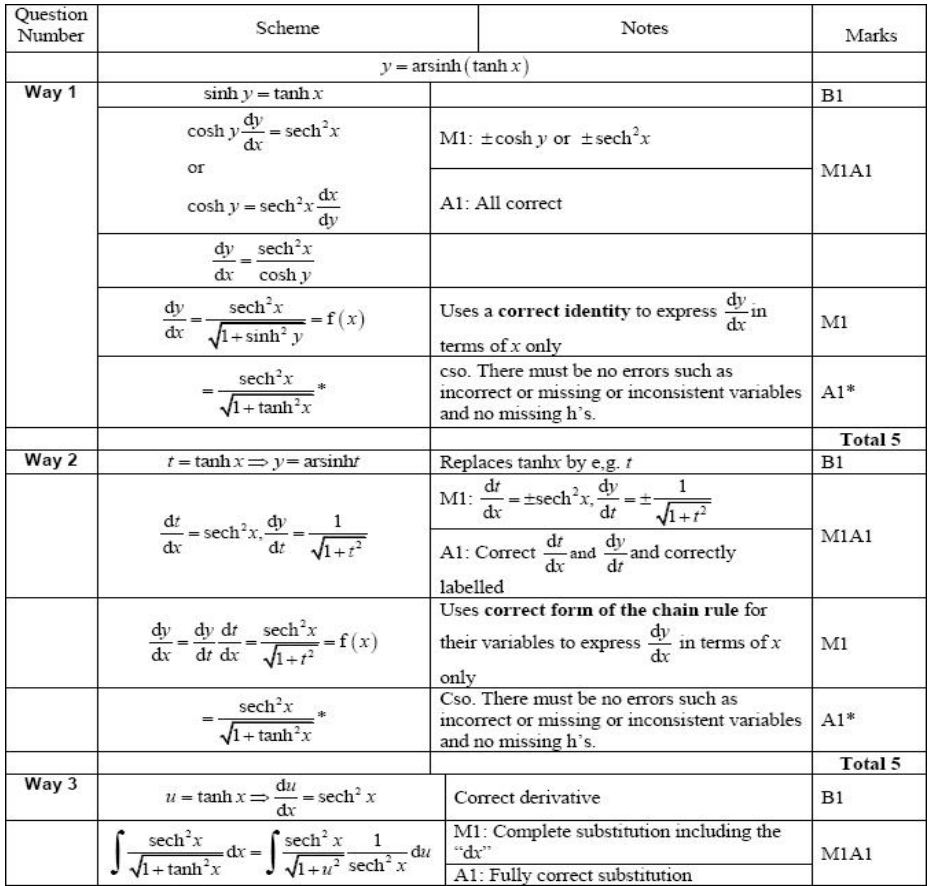 Question Number Scheme Notes Marks
y = arsinh(tanh x)
Way 1 sinh y = tanh x B1
cosh y dy/dx = sech²x M1: ±cosh y or ±sech²x
or M1A1
cosh y = sech²x dx/dy A1: All correct
dy/dx = sech²x/cosh y
dy/dx = sech²x/√(1 + sinh² y) = f(x) Uses a correct identity to express dy/dx in M1
terms of x only
= sech²x/√(1 + tanh²x) * cso. There must be no errors such as
incorrect or missing or inconsistent variables A1*
and no missing h's.
Total 5
Way 2 t = tanh x ⟹ y = arsinht Replaces tanhx by e,g. t B1
M1: dt/dx = ±sech²x, dy/dt = ±1/√(1 + t²)
dt/dx = sech²x, dy/dt = 1/√(1 + t²) M1A1
A1: Correct dt/dx and dy/dt and correctly
labelled
Uses correct form of the chain rule for
dy/dx = dy/dt dt/dx = sech²x/√(1 + t²) = f(x) their variables to express dy/dx in terms of x M1
only
= sech²x/√(1 + tanh²x) * Cso. There must be no errors such as
incorrect or missing or inconsistent variables A1*
and no missing h's.
Total 5
Way 3 u = tanh x ⟹ du/dx = sech² x Correct derivative B1
∫ sech²x/√(1 + tanh²x) dx = ∫ sech² x/√(1 + u²) 1/sech² x du M1: Complete substitution including the
"dx" M1A1
A1: Fully correct substitution